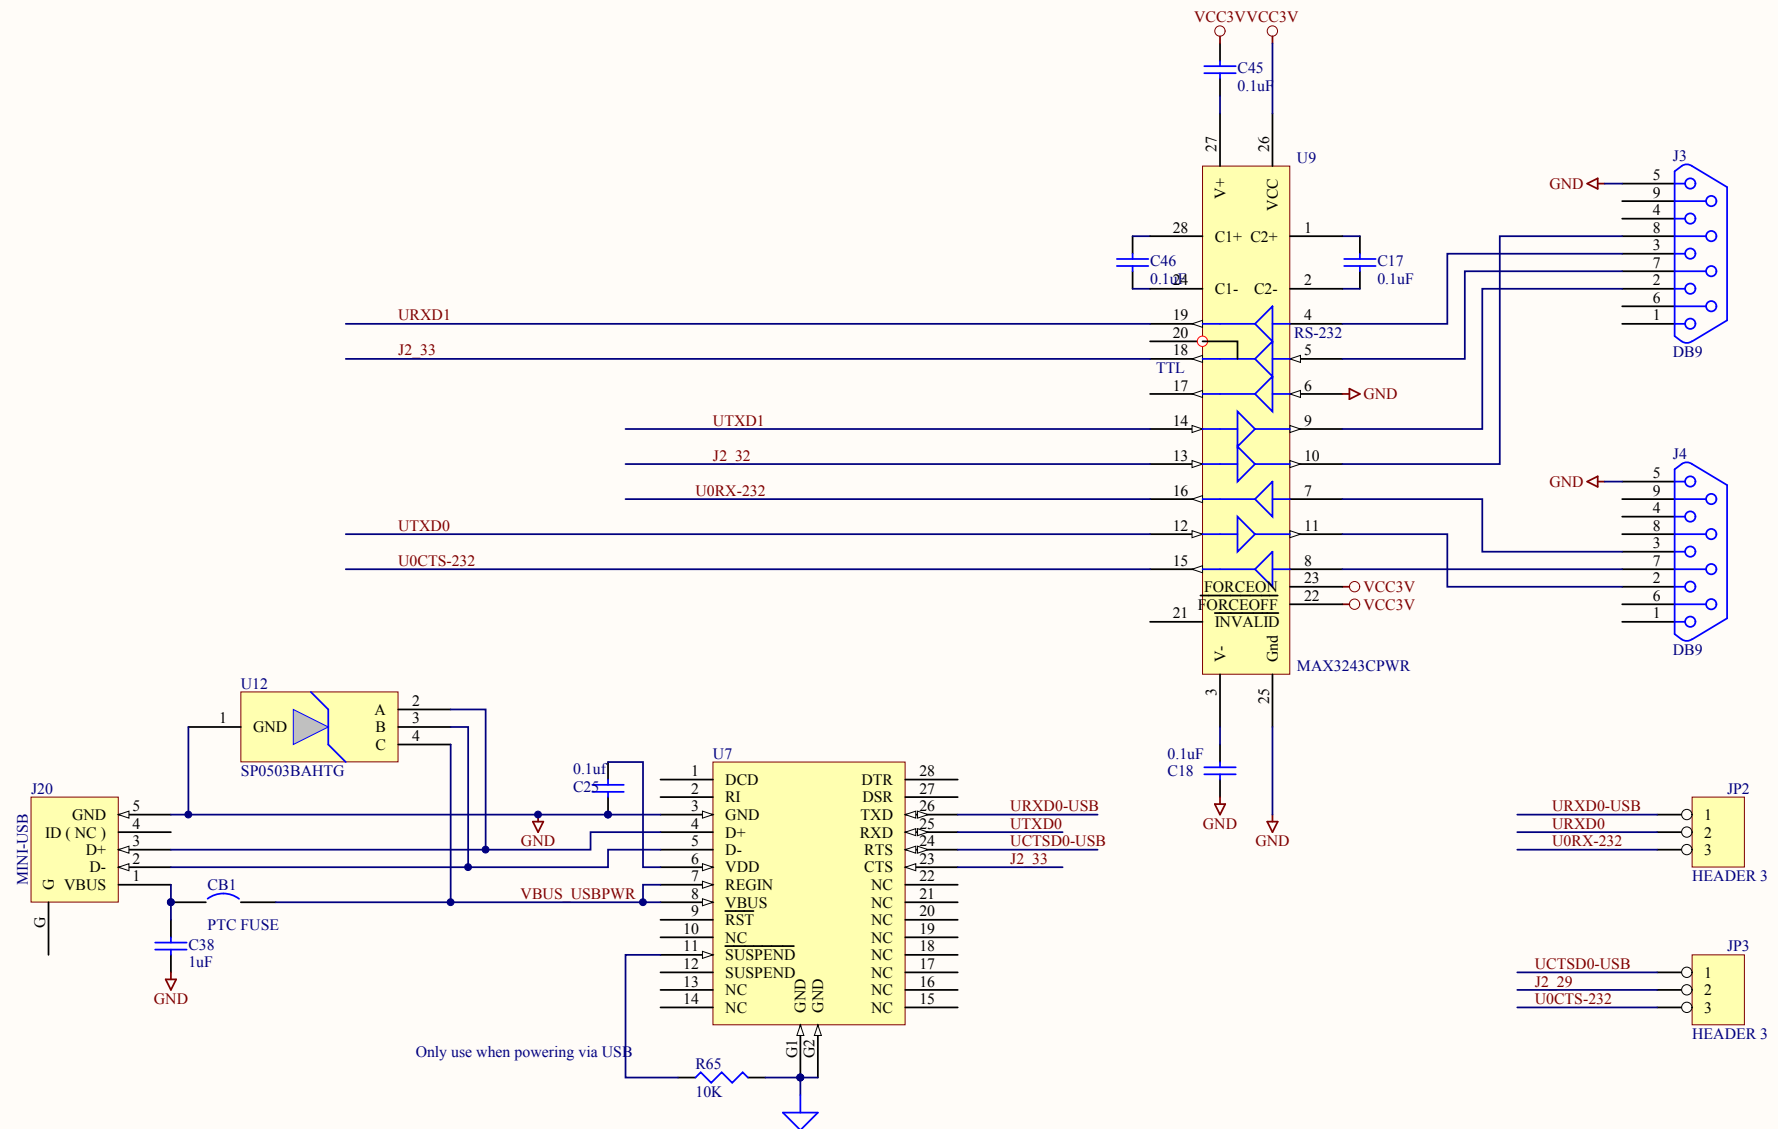 VCC3V VCC3V
C45
0.1uF
27
26
U9
V+
VCC
28 C1+ C2+ 1
C46
0.1uF
C17
0.1uF
24 C1- C2- 2
URXD1 19 4
RS-232
20
J2_33 18 5
TTL
17 6 GND
UTXD1 14 9
J2_32 13 10
U0RX-232 16 7
UTXD0 12 11
U0CTS-232 15 8
FORCEON 23 VCC3V
FORCEOFF 22 VCC3V
21 INVALID
V-
Gnd
MAX3243CPWR
3
25
0.1uF
C18
GND
GND
J3
GND 5
9
4
8
3
7
2
6
1
DB9
J4
GND 5
9
4
8
3
7
2
6
1
DB9
U12
1 GND
A 2
B 3
C 4
SP0503BAHTG
J20
MINI-USB
GND 5
ID ( NC ) 4
D+ 3
D- 2
VBUS 1
G
G
CB1
PTC FUSE
C38
1uF
GND
0.1uf
C25
GND
VBUS_USBPWR
U7
1 DCD DTR 28
2 RI DSR 27
3 GND TXD 26 URXD0-USB
4 D+ RXD 25 UTXD0
5 D- RTS 24 UCTSD0-USB
6 VDD CTS 23 J2_33
7 REGIN NC 22
8 VBUS NC 21
9 RST NC 20
10 NC NC 19
11 SUSPEND NC 18
12 SUSPEND NC 17
13 NC NC 16
14 NC NC 15
GND GND
G1 G2
Only use when powering via USB
R65
10K
JP2
URXD0-USB 1
URXD0 2
U0RX-232 3
HEADER 3
JP3
UCTSD0-USB 1
J2_29 2
U0CTS-232 3
HEADER 3